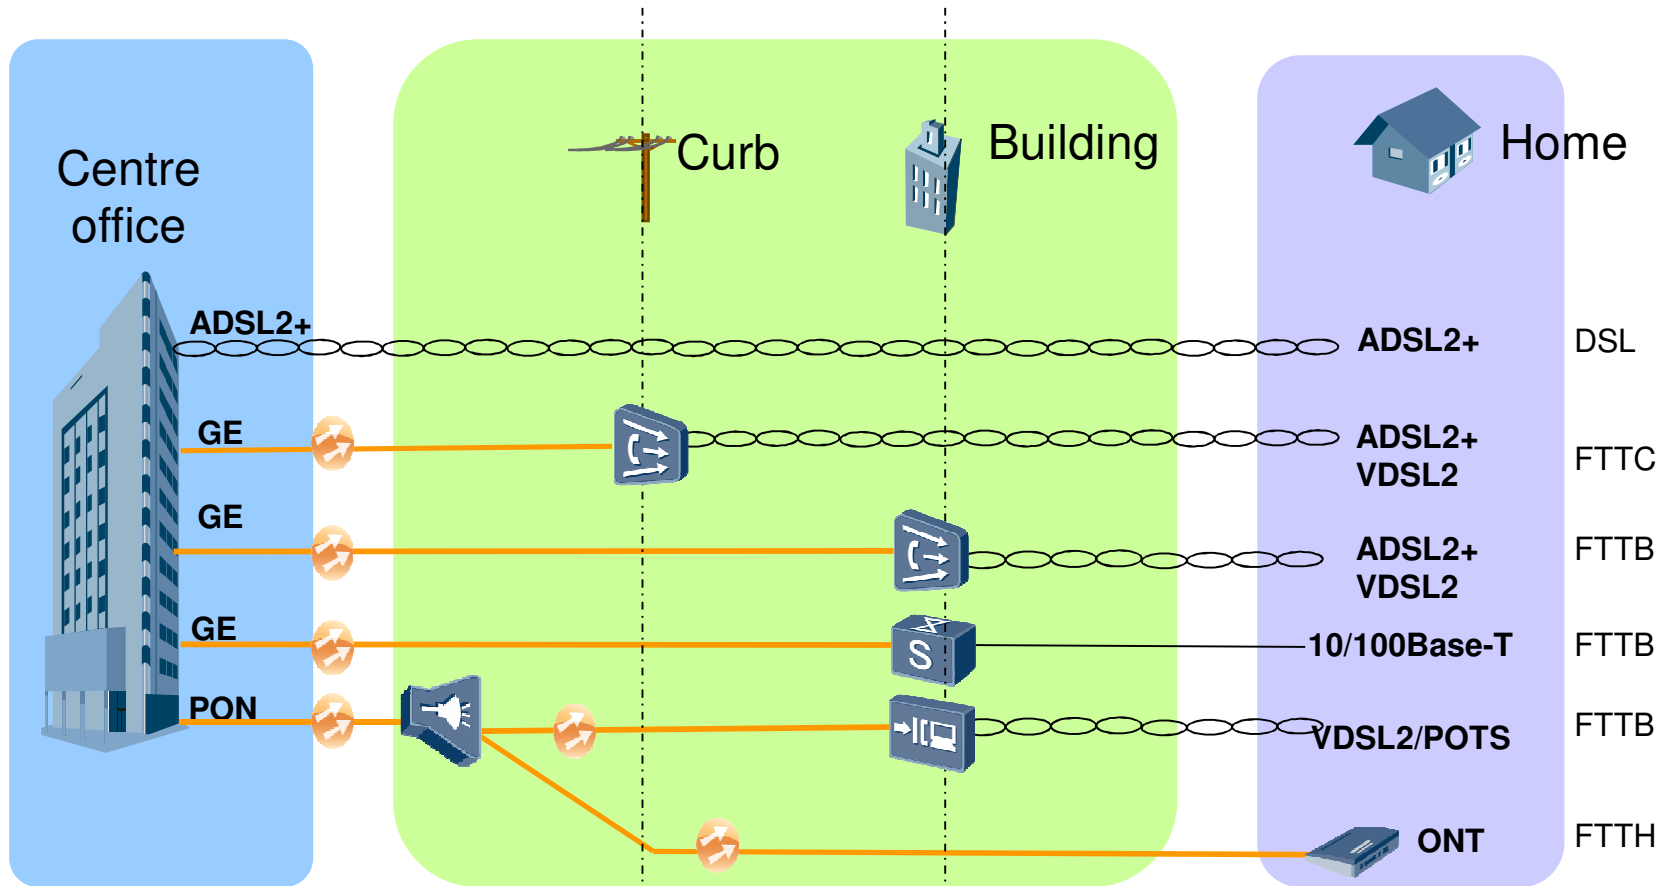 Centre
office
Curb
Building
Home
ADSL2+
ADSL2+
DSL
GE
ADSL2+
VDSL2
FTTC
GE
ADSL2+
VDSL2
FTTB
GE
S
10/100Base-T
FTTB
PON
VDSL2/POTS
FTTB
ONT
FTTH